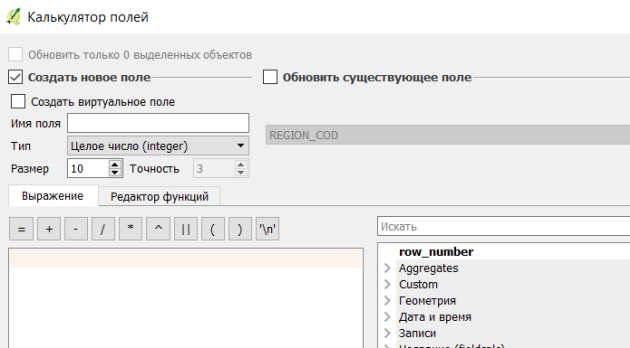 Калькулятор полей
Обновить только 0 выделенных объектов
Создать новое поле
Обновить существующее поле
Создать виртуальное поле
Имя поля
REGION_COD
Тип Целое число (integer)
Размер 10 Точность 3
Выражение Редактор функций
= + - / * ^ || ( ) '\n'
Искать
row_number
Aggregates
Custom
Геометрия
Дата и время
Записи